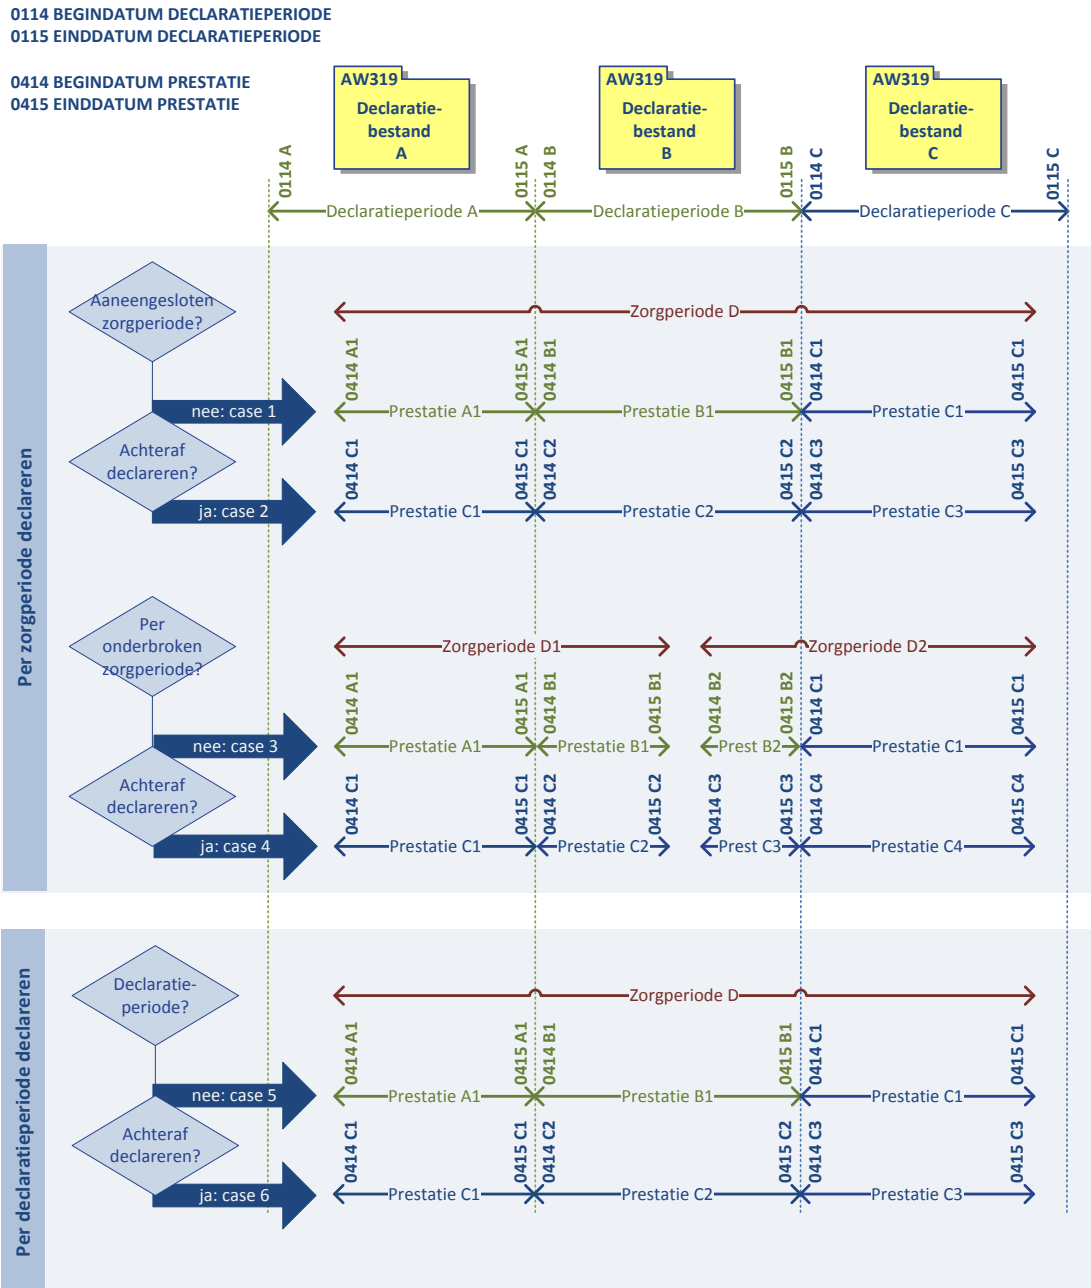 0114 BEGINDATUM DECLARATIEPERIODE
0115 EINDDATUM DECLARATIEPERIODE
0414 BEGINDATUM PRESTATIE
0415 EINDDATUM PRESTATIE
AW319
Declaratie-
bestand
A
AW319
Declaratie-
bestand
B
AW319
Declaratie-
bestand
C
0114 A
0115 A
0114 B
0115 B
0114 C
0115 C
Declaratieperiode A
Declaratieperiode B
Declaratieperiode C
Per zorgperiode declareren
Aaneengesloten
zorgperiode?
Zorgperiode D
0414 A1
0415 A1
0414 B1
0415 B1
0414 C1
0415 C1
nee: case 1
Prestatie A1
Prestatie B1
Prestatie C1
Achteraf
declareren?
0414 C1
0415 C1
0414 C2
0415 C2
0414 C3
0415 C3
ja: case 2
Prestatie C1
Prestatie C2
Prestatie C3
Per
onderbroken
zorgperiode?
Zorgperiode D1
Zorgperiode D2
0414 A1
0415 A1
0414 B1
0415 B1
0414 B2
0415 B2
0414 C1
0415 C1
nee: case 3
Prestatie A1
Prestatie B1
Prest B2
Prestatie C1
Achteraf
declareren?
0414 C1
0415 C1
0414 C2
0415 C2
0414 C3
0415 C3
0414 C4
0415 C4
ja: case 4
Prestatie C1
Prestatie C2
Prest C3
Prestatie C4
Per declaratieperiode declareren
Declaratie-
periode?
Zorgperiode D
0414 A1
0415 A1
0414 B1
0415 B1
0414 C1
0415 C1
nee: case 5
Prestatie A1
Prestatie B1
Prestatie C1
Achteraf
declareren?
0414 C1
0415 C1
0414 C2
0415 C2
0414 C3
0415 C3
ja: case 6
Prestatie C1
Prestatie C2
Prestatie C3